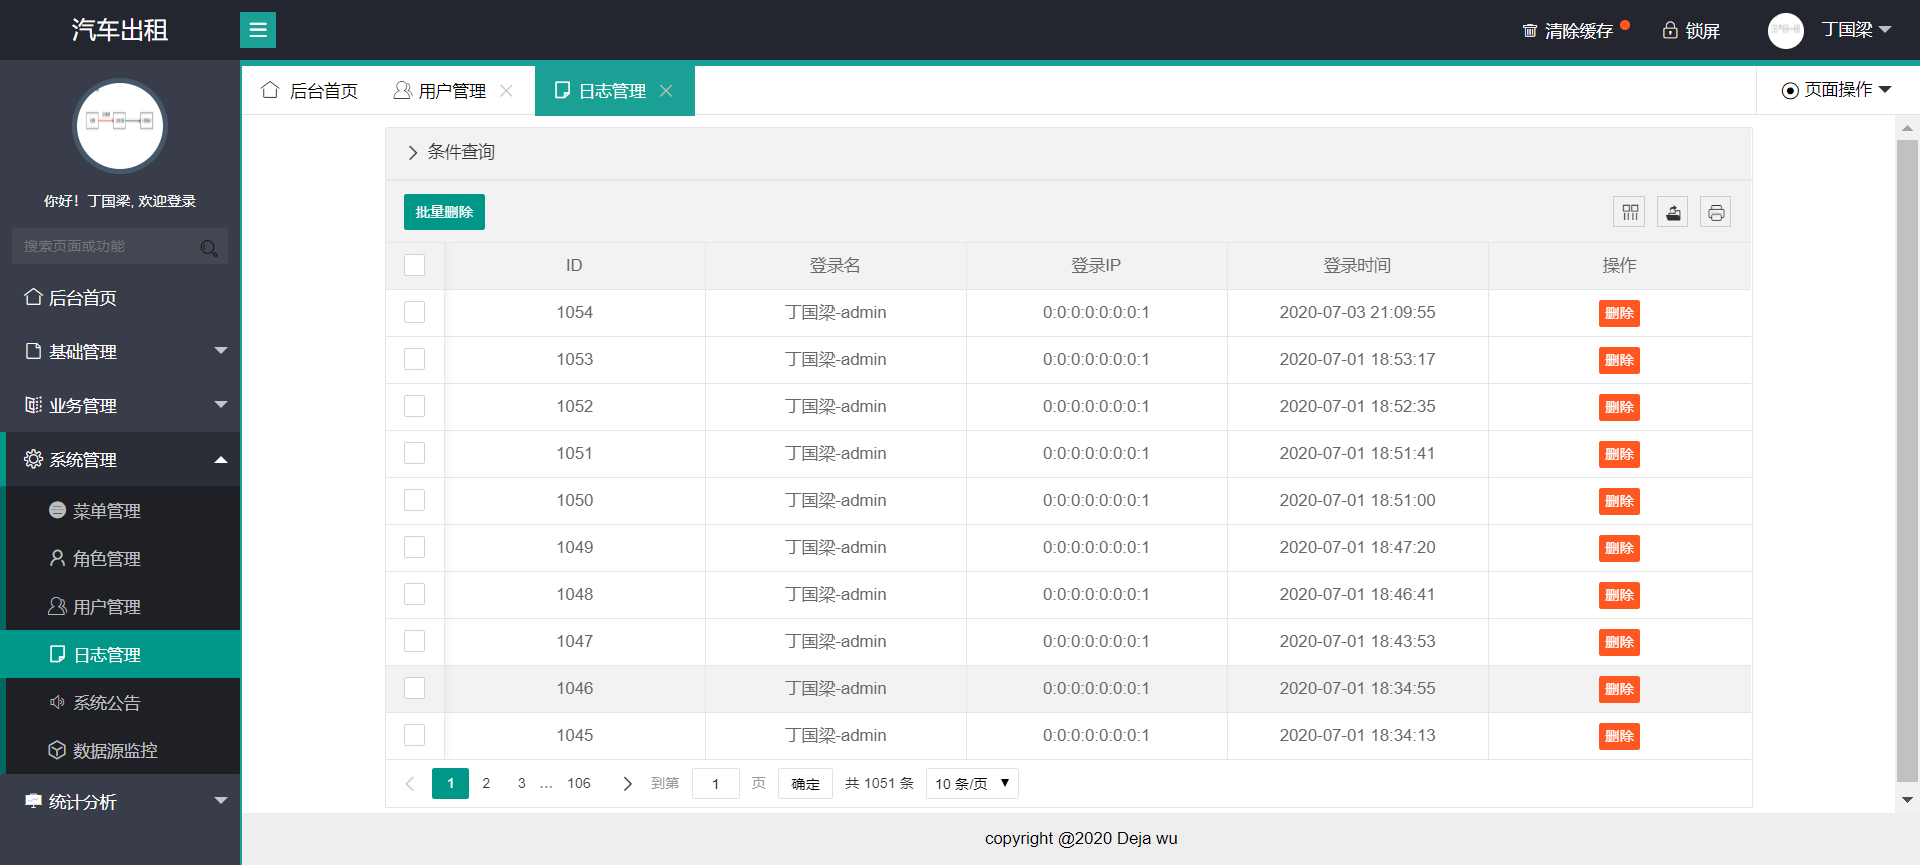 汽车出租
清除缓存
锁屏
丁国梁
你好！丁国梁, 欢迎登录
搜索页面或功能
后台首页
基础管理
业务管理
系统管理
菜单管理
角色管理
用户管理
日志管理
系统公告
数据源监控
统计分析
后台首页
用户管理
日志管理
页面操作
条件查询
批量删除
ID 登录名 登录IP 登录时间 操作
1054 丁国梁-admin 0:0:0:0:0:0:0:1 2020-07-03 21:09:55 删除
1053 丁国梁-admin 0:0:0:0:0:0:0:1 2020-07-01 18:53:17 删除
1052 丁国梁-admin 0:0:0:0:0:0:0:1 2020-07-01 18:52:35 删除
1051 丁国梁-admin 0:0:0:0:0:0:0:1 2020-07-01 18:51:41 删除
1050 丁国梁-admin 0:0:0:0:0:0:0:1 2020-07-01 18:51:00 删除
1049 丁国梁-admin 0:0:0:0:0:0:0:1 2020-07-01 18:47:20 删除
1048 丁国梁-admin 0:0:0:0:0:0:0:1 2020-07-01 18:46:41 删除
1047 丁国梁-admin 0:0:0:0:0:0:0:1 2020-07-01 18:43:53 删除
1046 丁国梁-admin 0:0:0:0:0:0:0:1 2020-07-01 18:34:55 删除
1045 丁国梁-admin 0:0:0:0:0:0:0:1 2020-07-01 18:34:13 删除
1 2 3 … 106 到第 1 页 确定 共 1051 条 10 条/页
copyright @2020 Deja wu